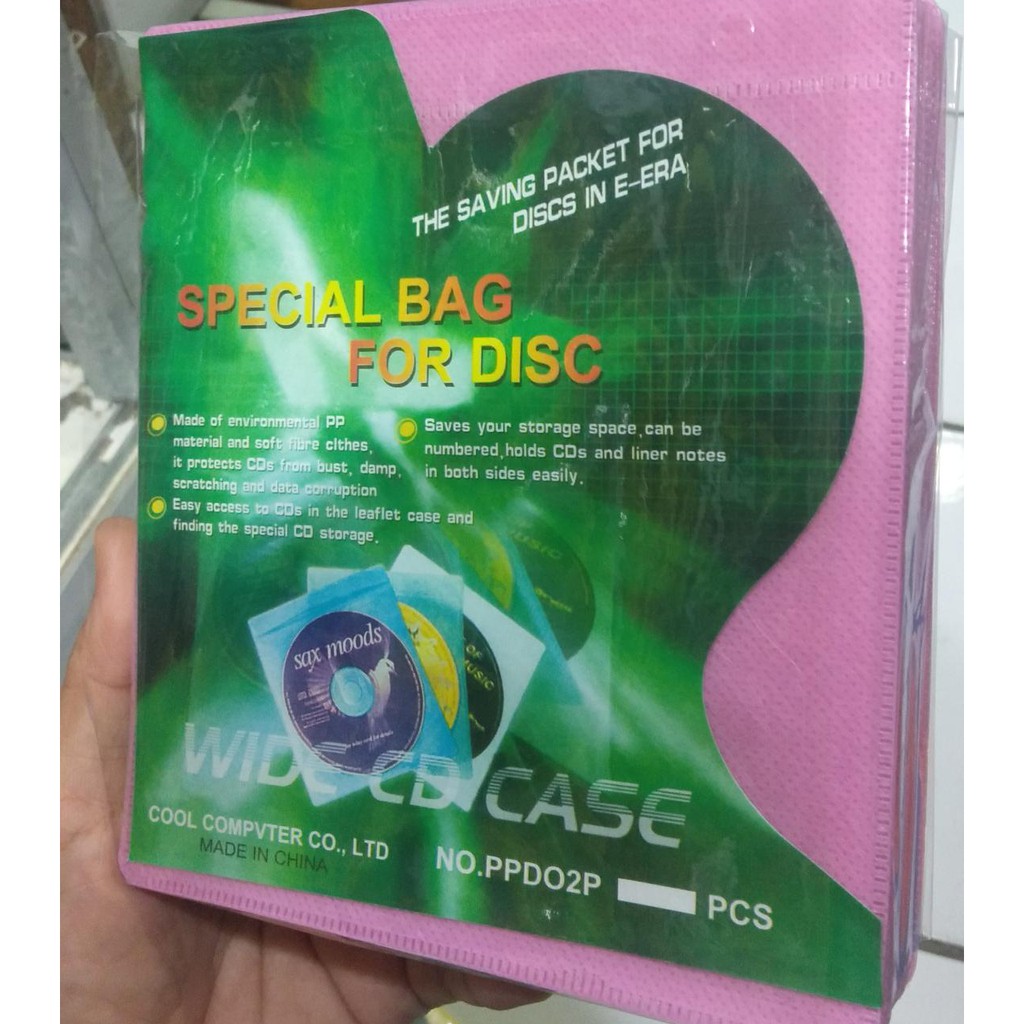 THE SAVING PACKET FOR
DISCS IN E-ERA
SPECIAL BAG
FOR DISC
Made of environmental PP
material and soft fibre clthes,
it protects CDs from bust, damp,
scratching and data corruption
Easy access to CDs in the leaflet case and
finding the special CD storage.
Saves your storage space,can be
numbered,holds CDs and liner notes
in both sides easily.
MUSIC
sax moods
OF
MUSIC
WIDE CD CASE
COOL COMPVTER CO., LTD
MADE IN CHINA
NO.PPDO2P PCS